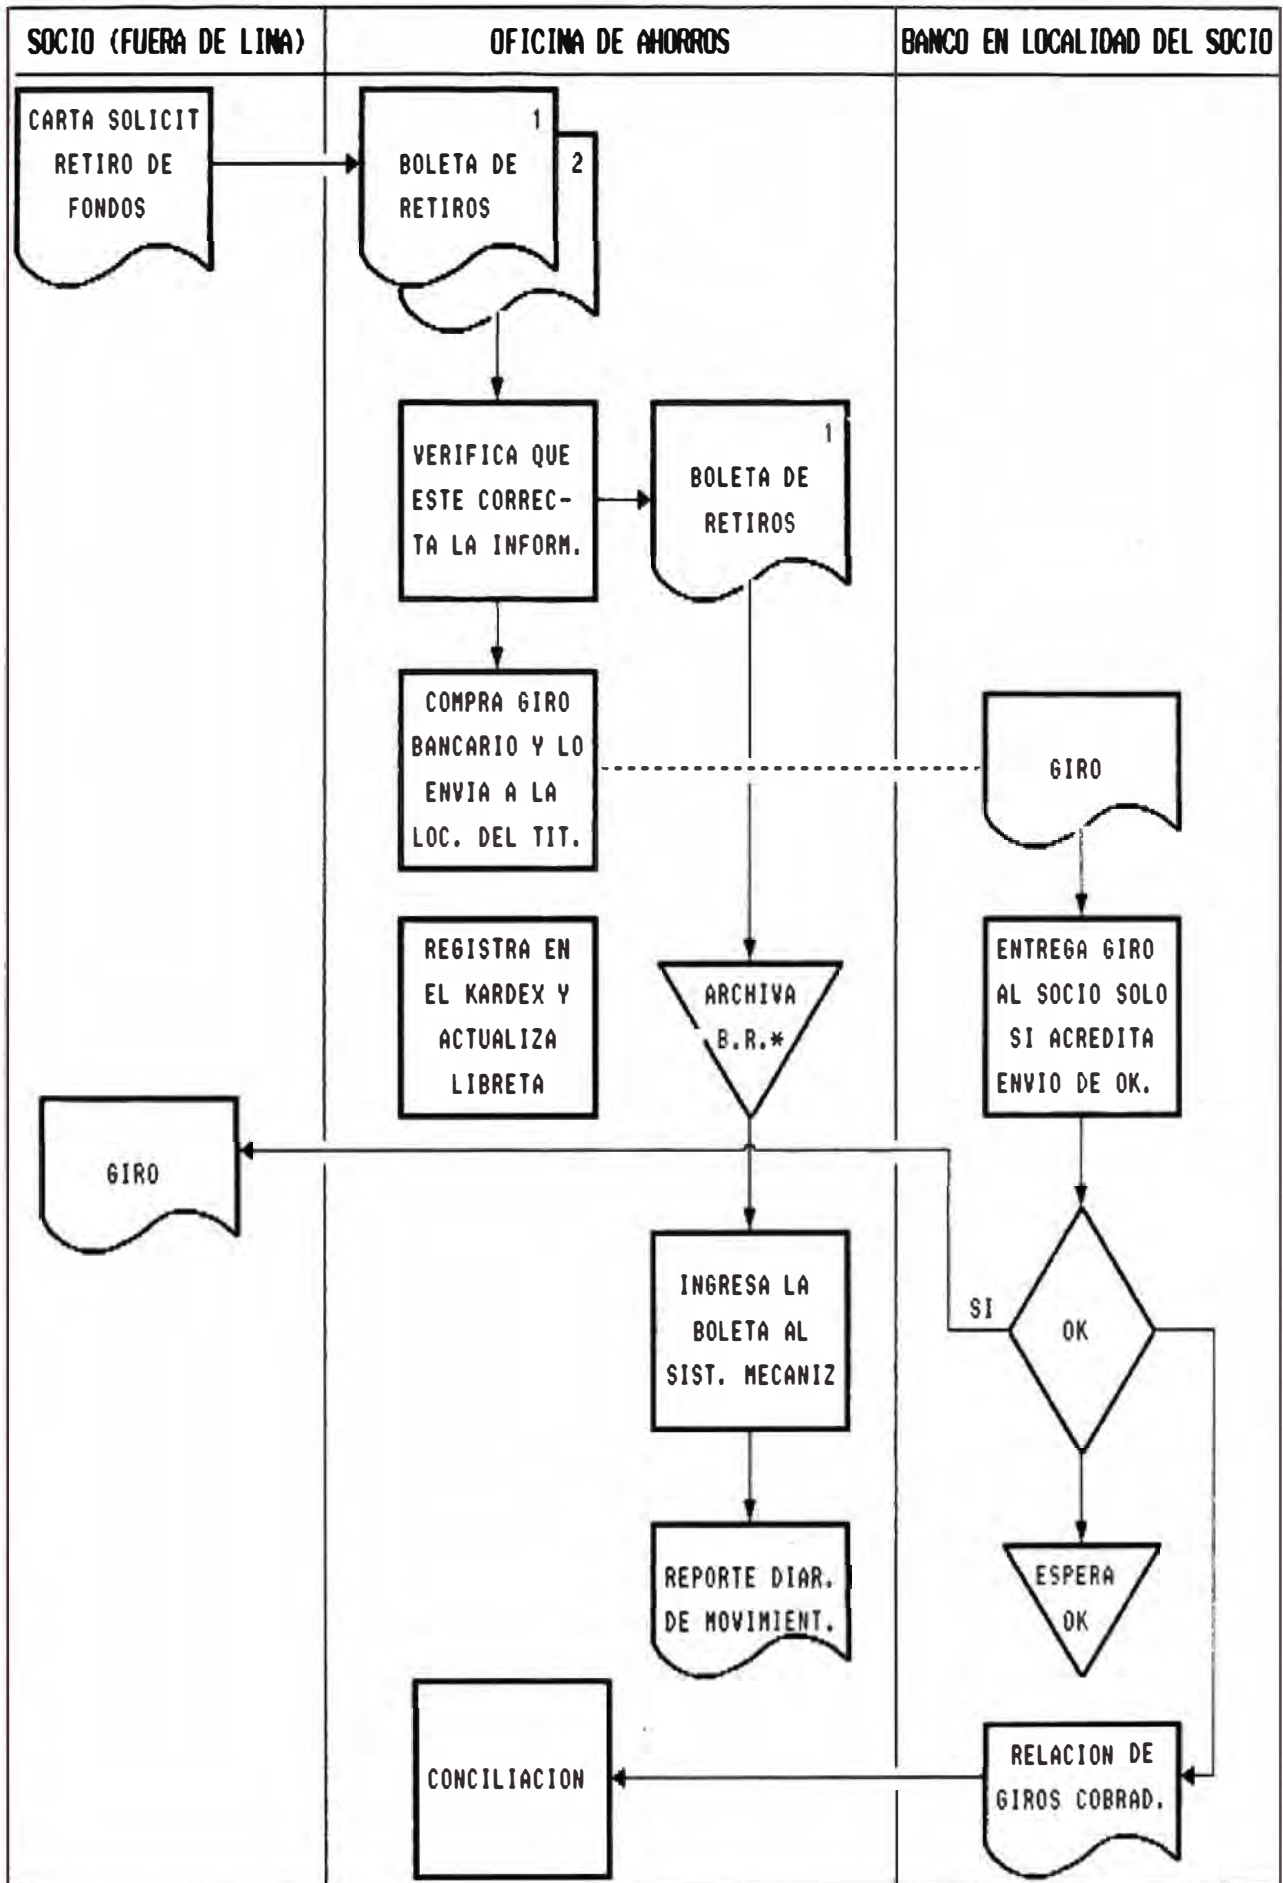 SOCIO (FUERA DE LIMA)
OFICINA DE AHORROS
BANCO EN LOCALIDAD DEL SOCIO
CARTA SOLICIT
RETIRO DE
FONDOS
1
BOLETA DE
RETIROS
2
VERIFICA QUE
ESTE CORREC-
TA LA INFORM.
1
BOLETA DE
RETIROS
COMPRA GIRO
BANCARIO Y LO
ENVIA A LA
LOC. DEL TIT.
GIRO
REGISTRA EN
EL KARDEX Y
ACTUALIZA
LIBRETA
ARCHIVA
B.R.*
ENTREGA GIRO
AL SOCIO SOLO
SI ACREDITA
ENVIO DE OK.
GIRO
INGRESA LA
BOLETA AL
SIST. MECANIZ
SI
OK
REPORTE DIAR.
DE MOVIMIENT.
ESPERA
OK
CONCILIACION
RELACION DE
GIROS COBRAD.